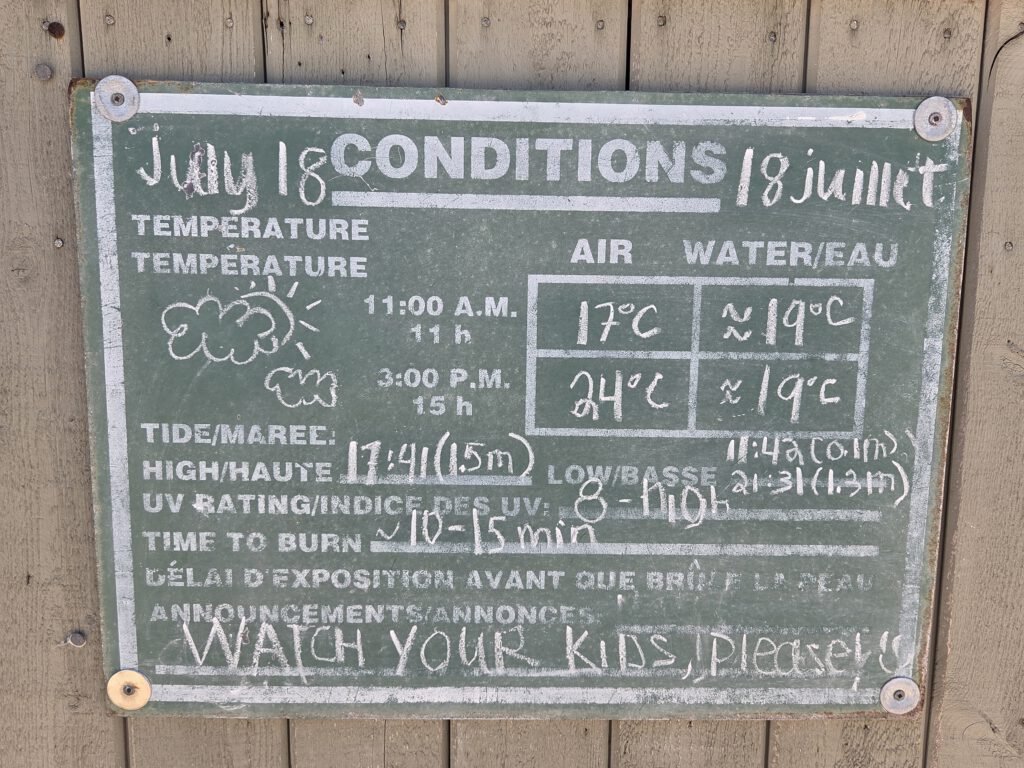 July 18 CONDITIONS 18 juillet
TEMPERATURE
TEMPÉRATURE
AIR WATER/EAU
11:00 A.M. 17°C ≈19°C
11 h
3:00 P.M. 24°C ≈19°C
15 h
TIDE/MAREE:
11:42 (0.1m)
HIGH/HAUTE 17:41 (1.5m) LOW/BASSE 21:31 (1.3m)
UV RATING/INDICE DES UV: 8-high
TIME TO BURN ~10-15 min
DÉLAI D'EXPOSITION AVANT QUE BRÛLE LA PEAU
ANNOUNCEMENTS/ANNONCES:
WATCH YOUR KIDS, please!